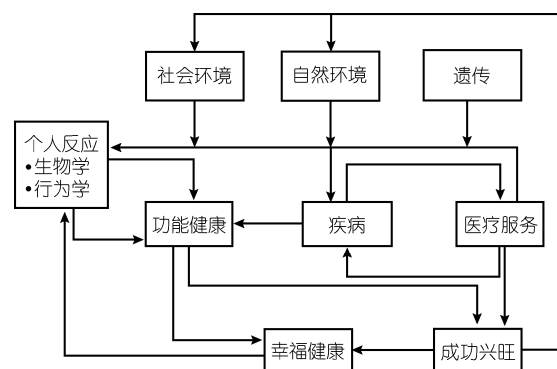 社会环境
自然环境
遗传
个人反应
•生物学
•行为学
功能健康
疾病
医疗服务
幸福健康
成功兴旺